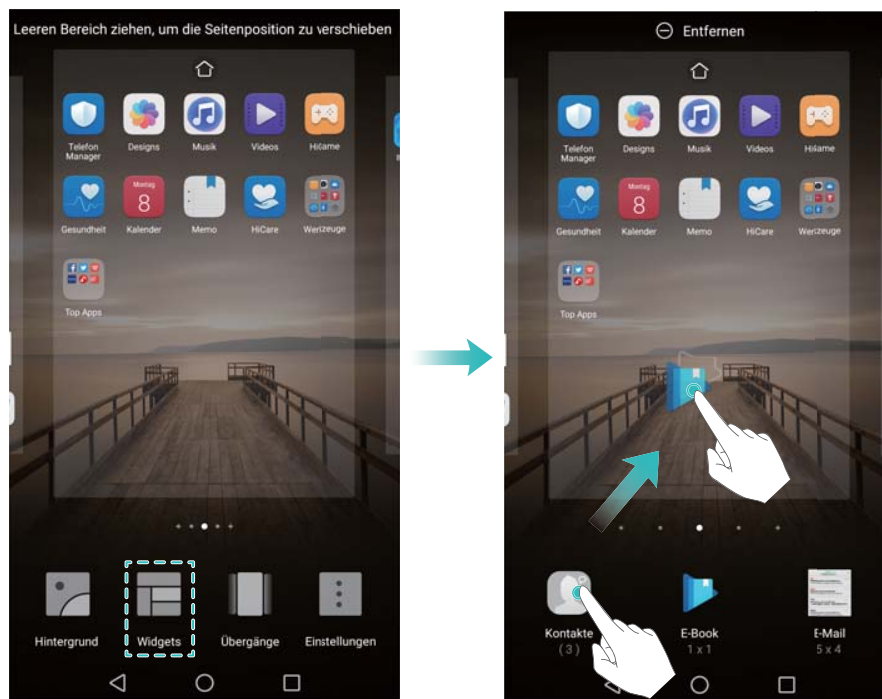 Leeren Bereich ziehen, um die Seitenposition zu verschieben
Telefon Manager
Designs
Musik
Videos
HiGame
Gesundheit
Montag
8
Kalender
Memo
HiCare
Werkzeuge
Top Apps
Hintergrund
Widgets
Übergänge
Einstellungen
Entfernen
Telefon Manager
Designs
Musik
Videos
HiGame
Gesundheit
Montag
8
Kalender
Memo
HiCare
Werkzeuge
Top Apps
Kontakte
(3)
E-Book
1 x 1
E-Mail
5 x 4